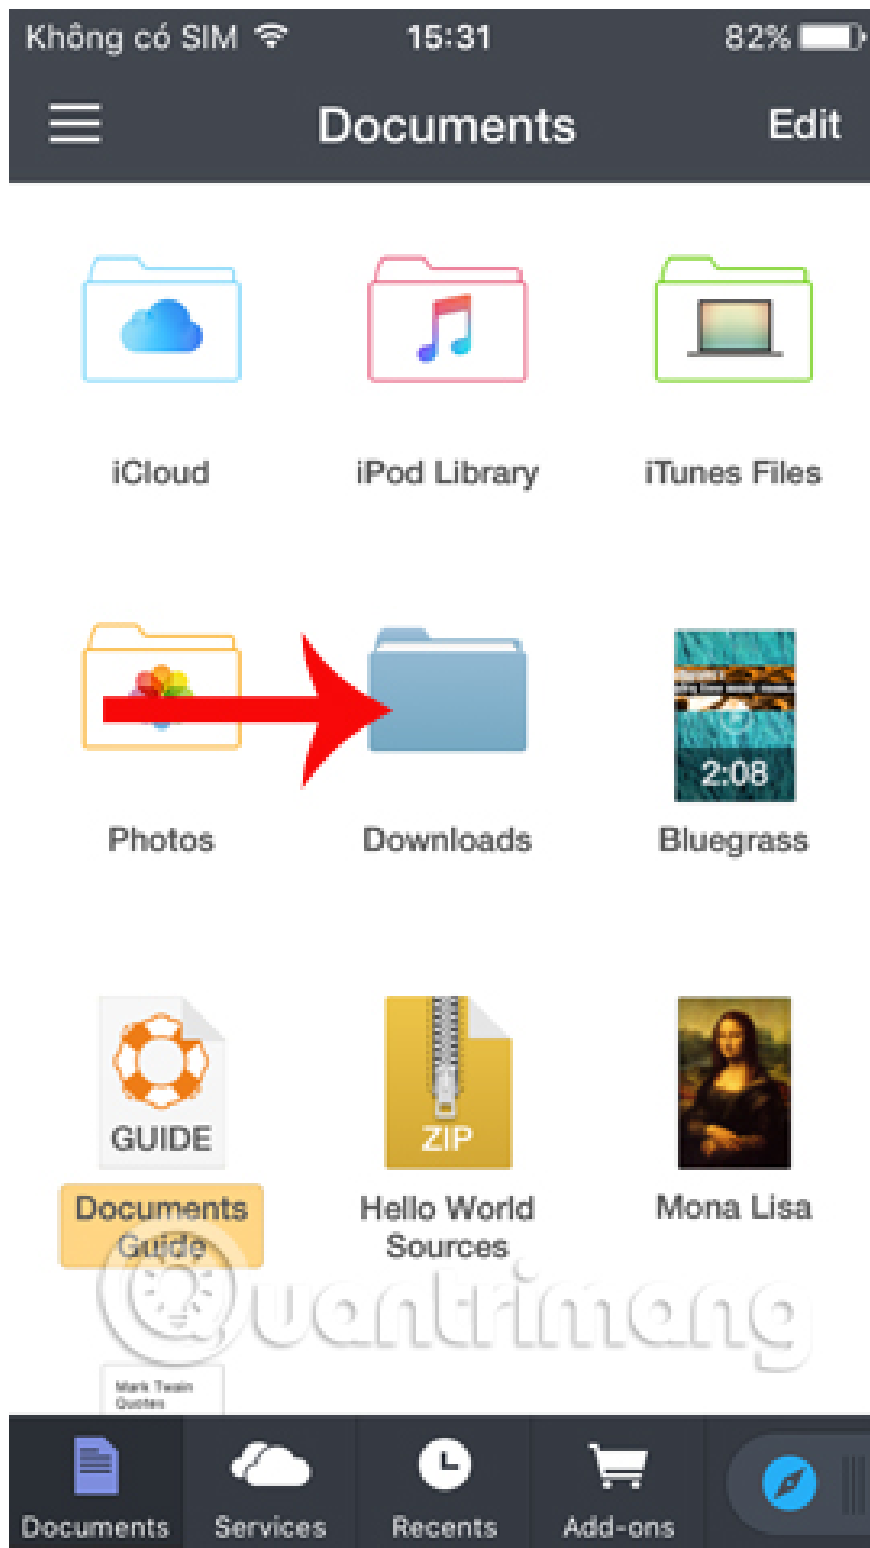 Không có SIM 15:31 82%
Documents Edit
iCloud iPod Library iTunes Files
2:08
Photos Downloads Bluegrass
GUIDE ZIP
Documents Guide Hello World Sources Mona Lisa
Quantrimang
Mark Twain
Quotes
Documents Services Recents Add-ons